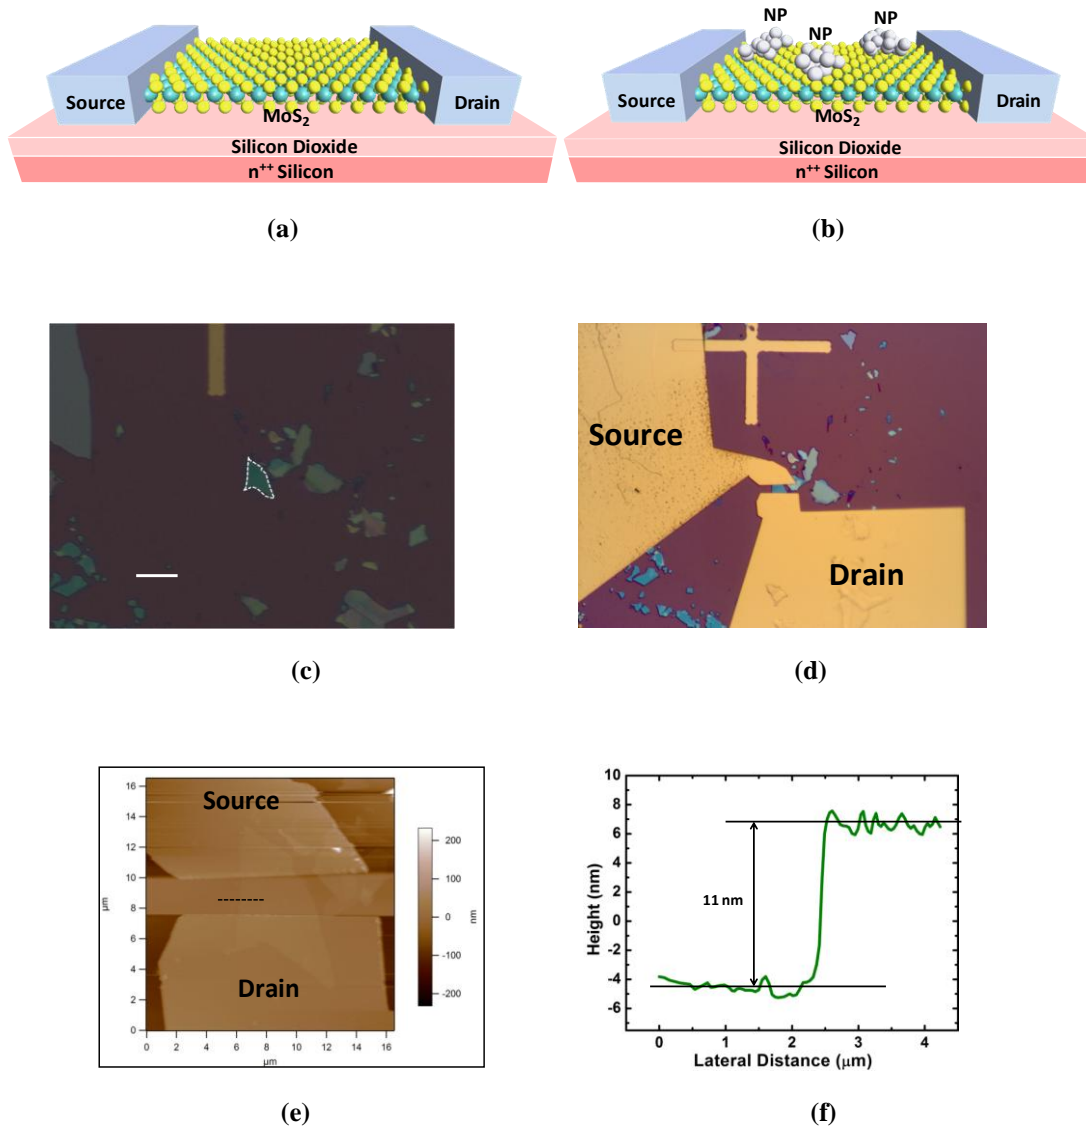 NP
NP
NP
Source
Drain
MoS2
Silicon Dioxide
n++ Silicon
Source
Drain
MoS2
Silicon Dioxide
n++ Silicon
(a)
(b)
Source
Drain
(c)
(d)
16
14
12
10
8
6
4
2
0
μm
0
2
4
6
8
10
12
14
16
μm
Source
Drain
200
100
0
-100
-200
nm
10
8
6
4
2
0
-2
-4
-6
Height (nm)
11 nm
0
1
2
3
4
Lateral Distance (μm)
(e)
(f)